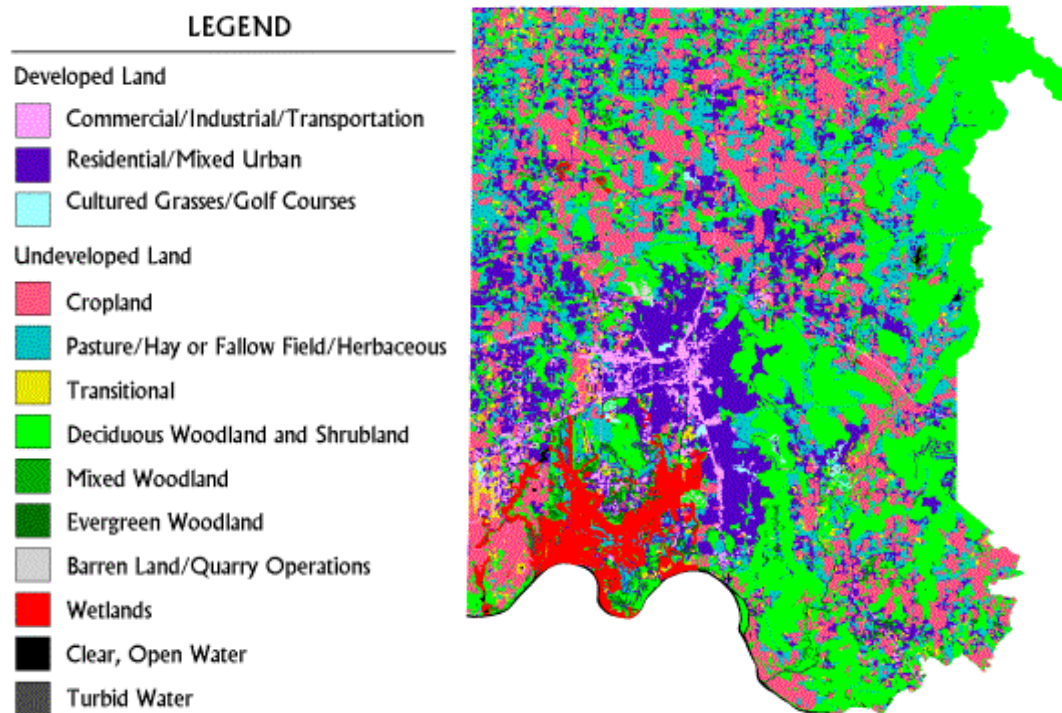 LEGEND
Developed Land
Commercial/Industrial/Transportation
Residential/Mixed Urban
Cultured Grasses/Golf Courses
Undeveloped Land
Cropland
Pasture/Hay or Fallow Field/Herbaceous
Transitional
Deciduous Woodland and Shrubland
Mixed Woodland
Evergreen Woodland
Barren Land/Quarry Operations
Wetlands
Clear, Open Water
Turbid Water